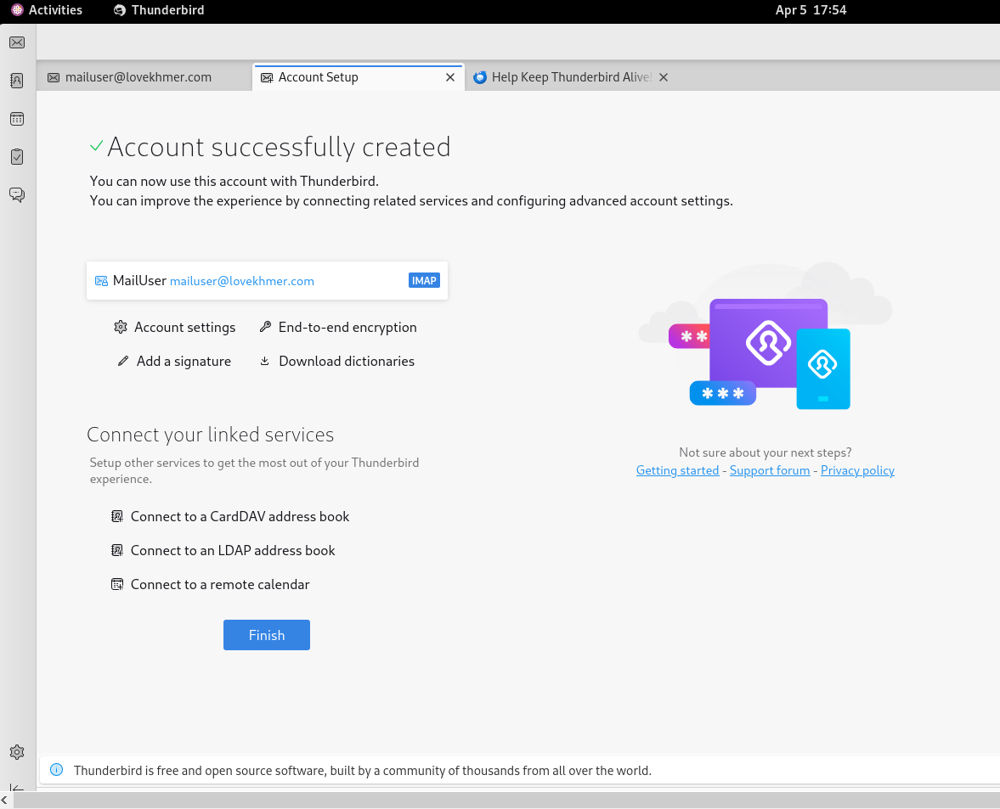 Activities Thunderbird Apr 5 17:54
mailuser@lovekhmer.com Account Setup Help Keep Thunderbird Alive!
Account successfully created
You can now use this account with Thunderbird.
You can improve the experience by connecting related services and configuring advanced account settings.
MailUser mailuser@lovekhmer.com IMAP
Account settings End-to-end encryption
Add a signature Download dictionaries
***
Connect your linked services
Setup other services to get the most out of your Thunderbird
experience.
Not sure about your next steps?
Getting started - Support forum - Privacy policy
Connect to a CardDAV address book
Connect to an LDAP address book
Connect to a remote calendar
Finish
Thunderbird is free and open source software, built by a community of thousands from all over the world.